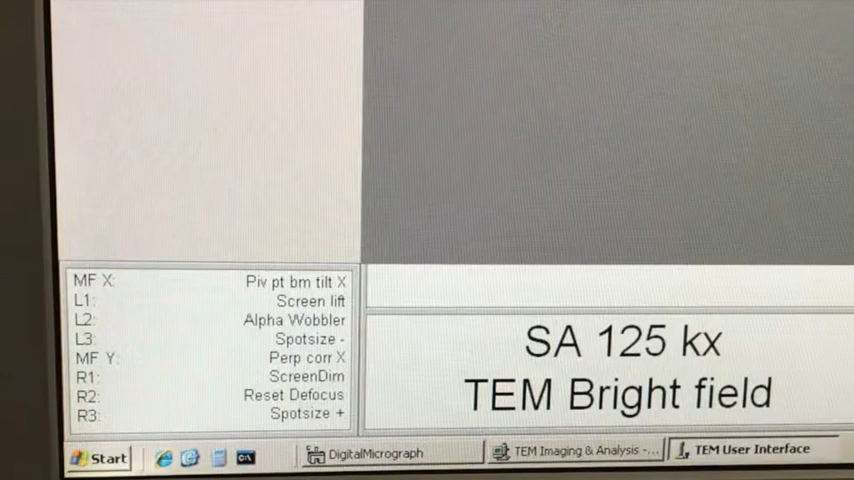 MF X: Piv pt bm tilt X
L1: Screen lift
L2: Alpha Wobbler
L3: Spotsize -
MF Y: Perp corr X
R1: ScreenDim
R2: Reset Defocus
R3: Spotsize +
SA 125 kx
TEM Bright field
Start C:\ DigitalMicrograph TEM Imaging & Analysis -... TEM User Interface